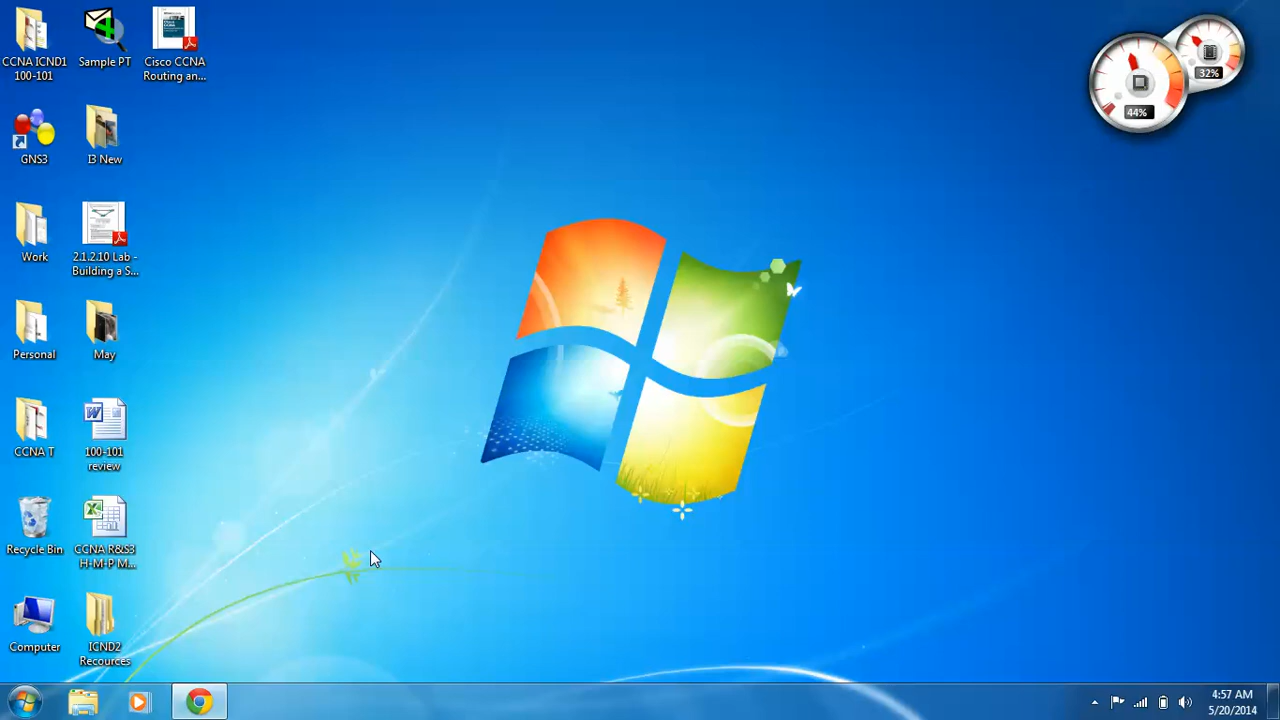 CCNA ICND1
100-101
Sample PT
Cisco CCNA
Routing an...
44%
32%
GNS3
I3 New
Work
2.1.2.10 Lab -
Building a S...
Personal
May
CCNA T
100-101
review
Recycle Bin
CCNA R&S3
H-M-P M...
Computer
ICND2
Recources
4:57 AM
5/20/2014